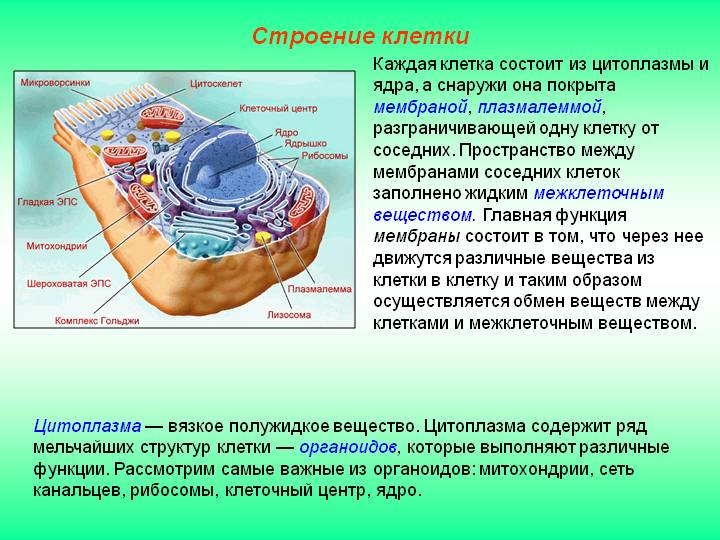 Строение клетки
Каждая клетка состоит из цитоплазмы и
ядра, а снаружи она покрыта
мембраной, плазмалеммой,
разграничивающей одну клетку от
соседних. Пространство между
мембранами соседних клеток
заполнено жидким межклеточным
веществом. Главная функция
мембраны состоит в том, что через нее
движутся различные вещества из
клетки в клетку и таким образом
осуществляется обмен веществ между
клетками и межклеточным веществом.
Микроворсинки
Цитоскелет
Клеточный центр
Ядро
Ядрышко
Рибосомы
Гладкая ЭПС
Митохондрии
Шероховатая ЭПС
Комплекс Гольджи
Лизосома
Плазмалемма
Цитоплазма — вязкое полужидкое вещество. Цитоплазма содержит ряд
мельчайших структур клетки — органоидов, которые выполняют различные
функции. Рассмотрим самые важные из органоидов: митохондрии, сеть
канальцев, рибосомы, клеточный центр, ядро.